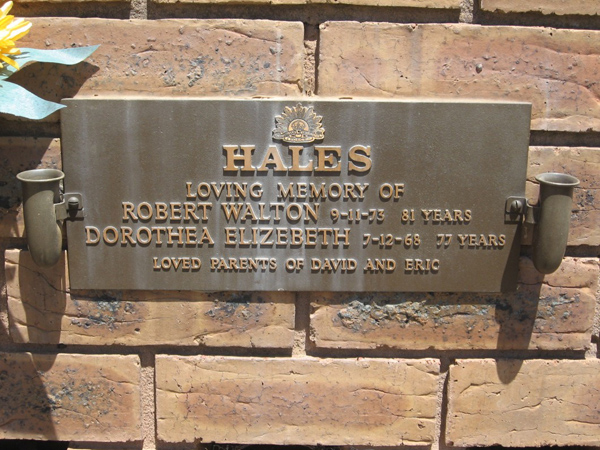 HALES
LOVING MEMORY OF
ROBERT WALTON 9-11-73 81 YEARS
DOROTHEA ELIZEBETH 7-12-68 77 YEARS
LOVED PARENTS OF DAVID AND ERIC